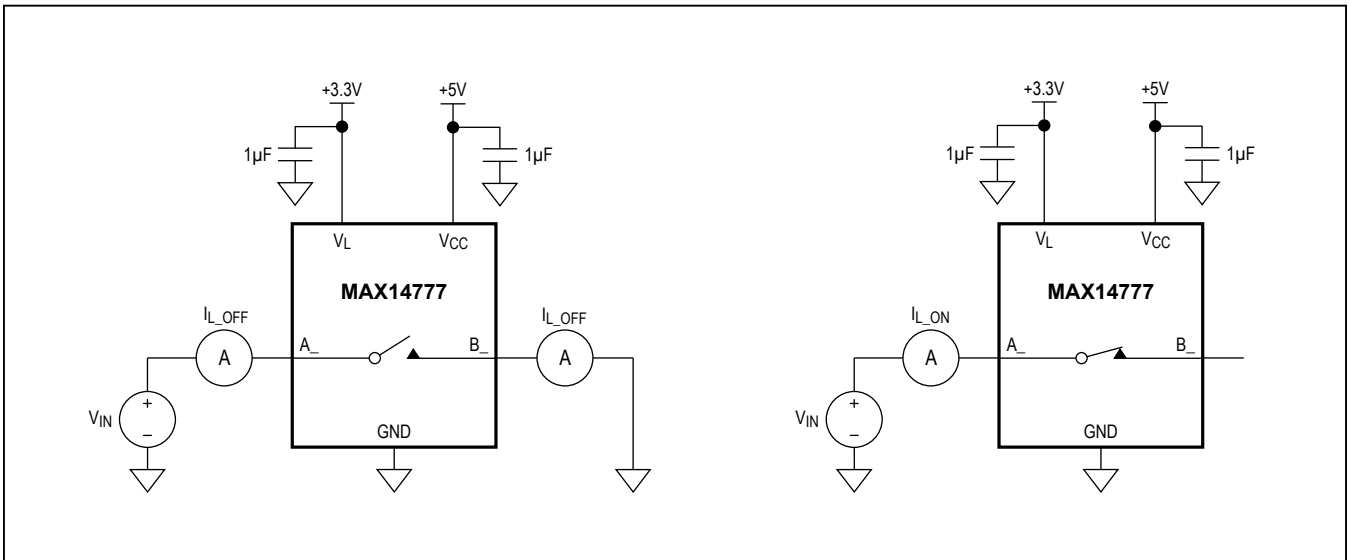 +3.3V
+5V
1µF
1µF
VL
VCC
MAX14777
IL_OFF
IL_OFF
A
A_
B_
A
VIN
+
–
GND
+3.3V
+5V
1µF
1µF
VL
VCC
MAX14777
IL_ON
A
A_
B_
VIN
+
–
GND